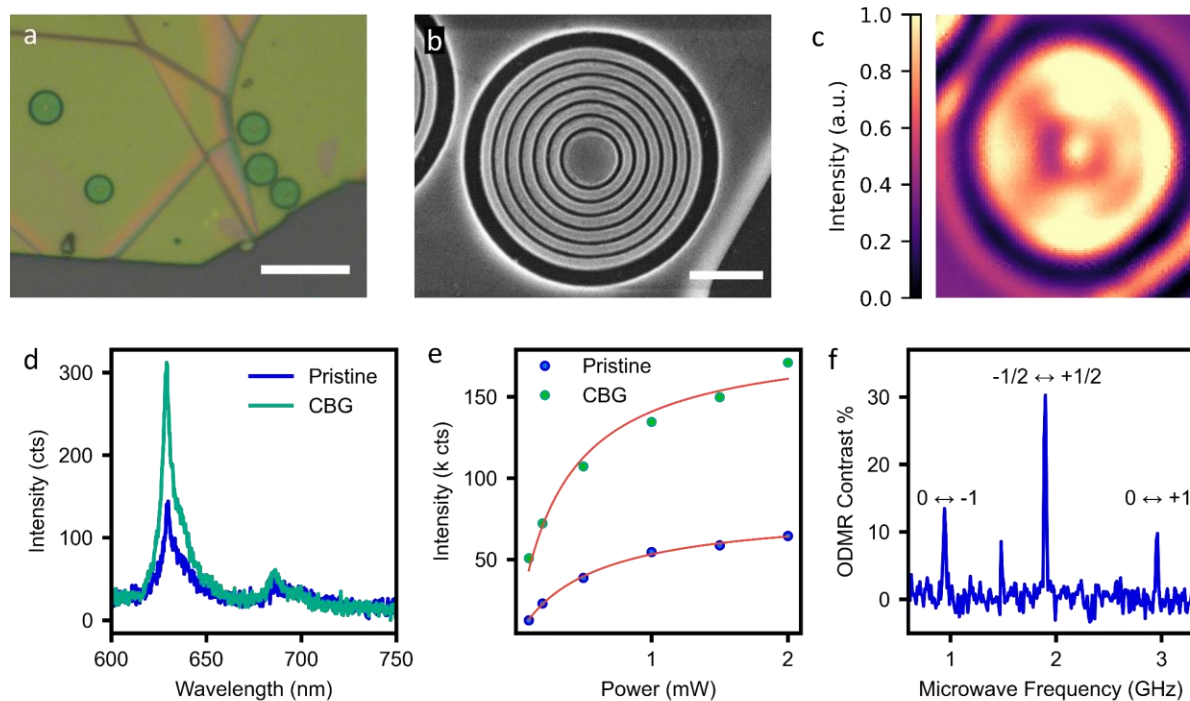 a
b
c
Intensity (a.u.)
1.0
0.8
0.6
0.4
0.2
0.0
d
Pristine
CBG
Intensity (cts)
300
200
100
0
600 650 700 750
Wavelength (nm)
e
Pristine
CBG
Intensity (k cts)
150
100
50
1 2
Power (mW)
f
-1/2 ↔ +1/2
0 ↔ -1
0 ↔ +1
ODMR Contrast %
30
20
10
0
1 2 3
Microwave Frequency (GHz)